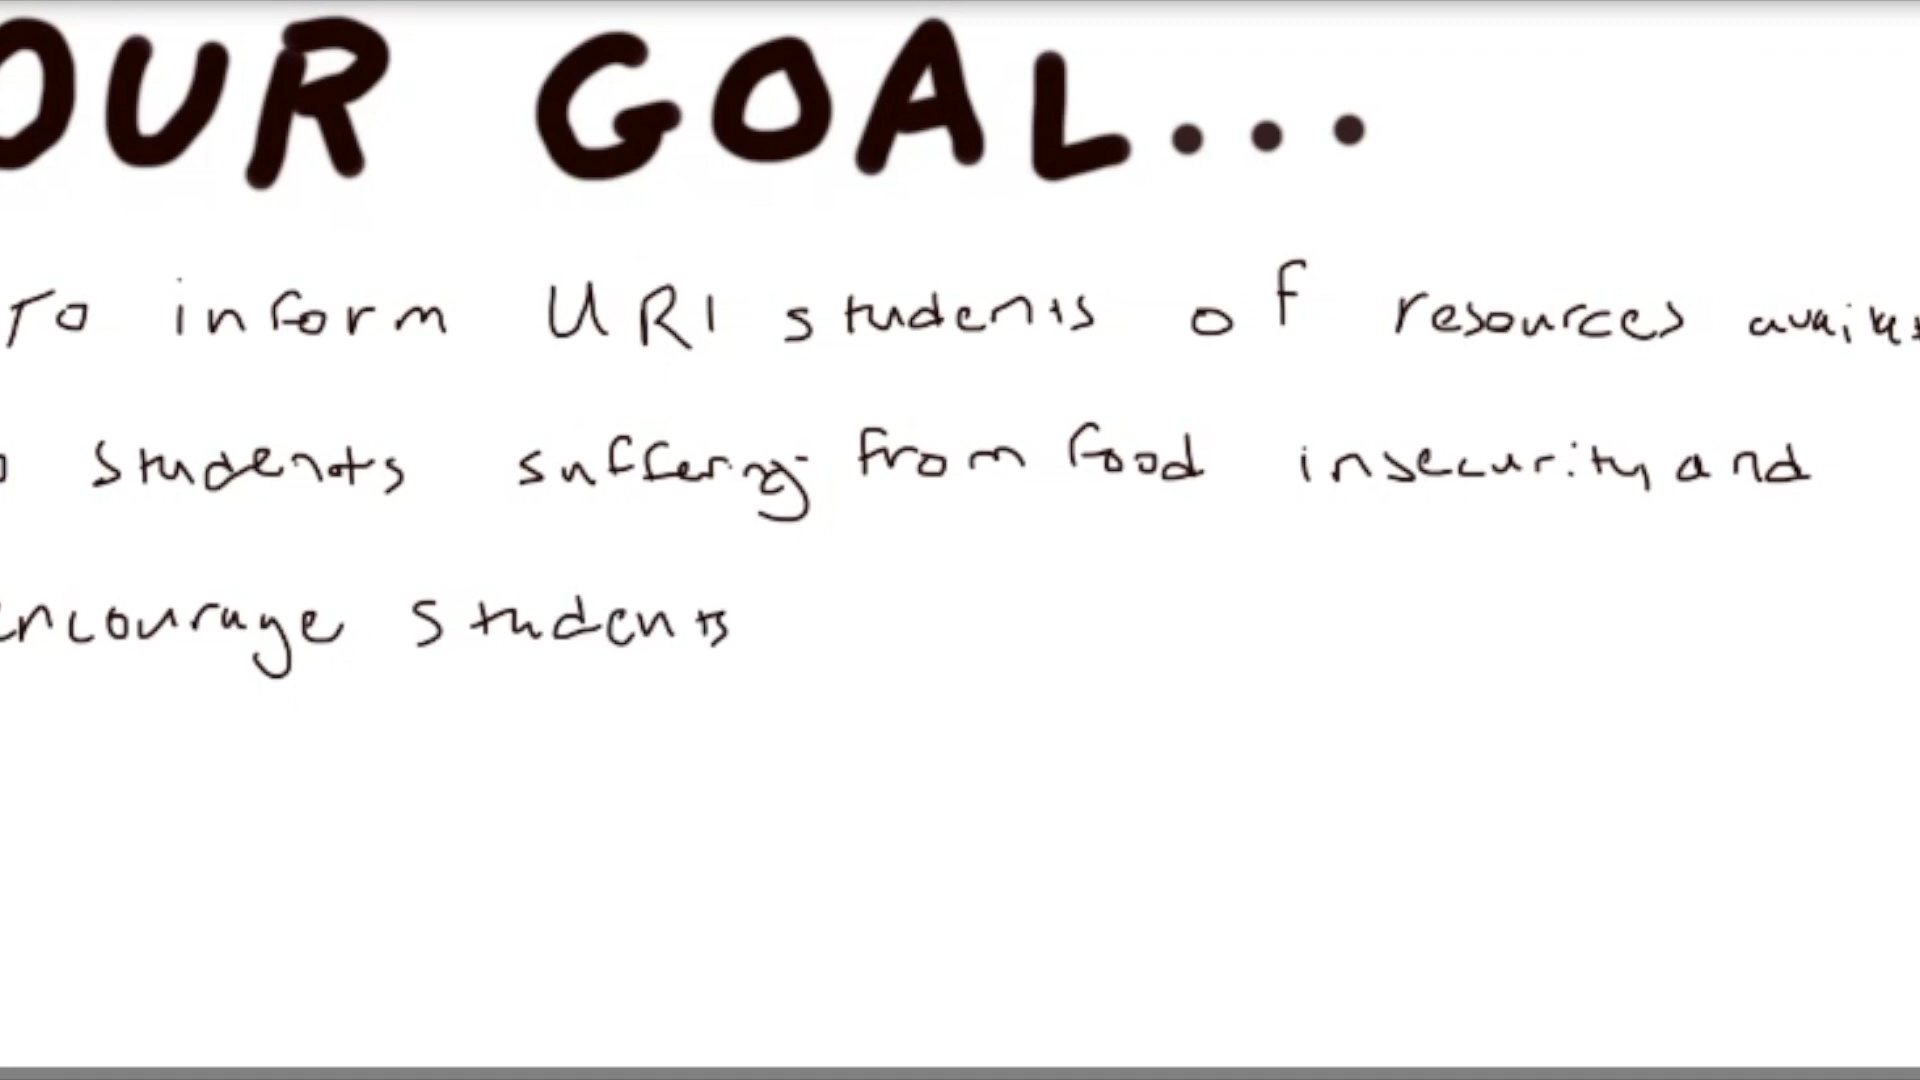 OUR GOAL...
To inform URI students of resources
students suffering from food insecurity and
encourage students